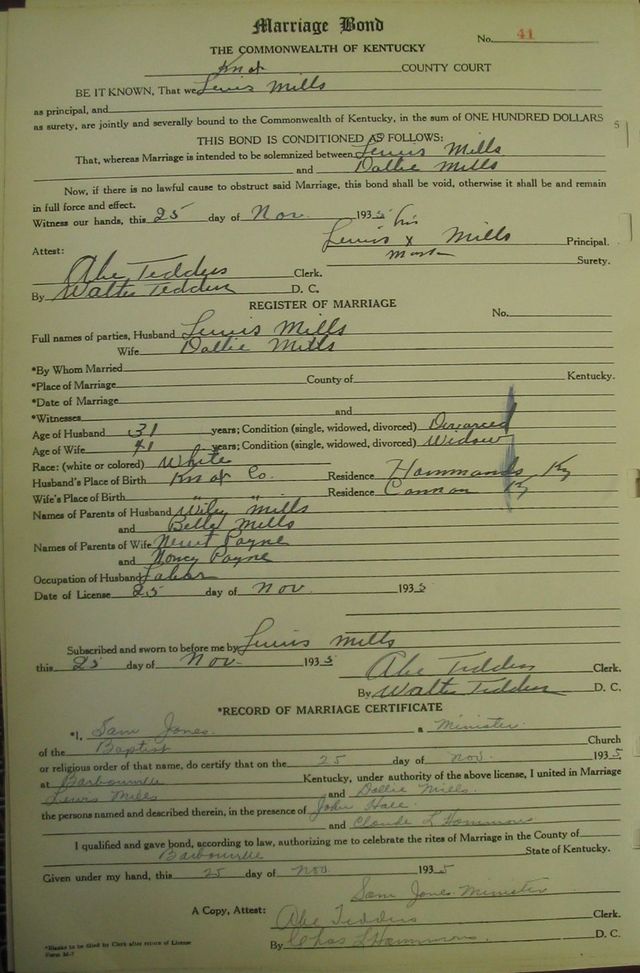 Marriage Bond
No. 41
THE COMMONWEALTH OF KENTUCKY
Knox COUNTY COURT
BE IT KNOWN, That we Lewis Mills
as principal, and
as surety, are jointly and severally bound to the Commonwealth of Kentucky, in the sum of ONE HUNDRED DOLLARS
5
THIS BOND IS CONDITIONED AS FOLLOWS:
That, whereas Marriage is intended to be solemnized between Lewis Mills
and Dollie Mills
Now, if there is no lawful cause to obstruct said Marriage, this bond shall be void, otherwise it shall be and remain
in full force and effect.
Witness our hands, this 25 day of Nov. 1935 his
Lewis x Mills Principal.
mark
Attest: Surety.
Abe Tedders Clerk.
By Walter Tedders D. C.
REGISTER OF MARRIAGE
No.
Full names of parties, Husband Lewis Mills
Wife Dollie Mills
*By Whom Married
*Place of Marriage County of Kentucky.
*Date of Marriage
*Witnesses and
Age of Husband 31 years; Condition (single, widowed, divorced) Divorced
Age of Wife 41 years; Condition (single, widowed, divorced) Widow
Race: (white or colored) White
Husband's Place of Birth Knox Co. Residence Hammonds Ky
Wife's Place of Birth " " Residence Cannon Ky
Names of Parents of Husband Wiley Mills
and Belle Mills
Names of Parents of Wife Newt Payne
and Noncy Payne
Occupation of Husband Labor
Date of License 25 day of Nov 1935
Subscribed and sworn to before me by Lewis Mills
this 25 day of Nov. 1935
Abe Tedders Clerk.
By Walter Tedders D. C.
*RECORD OF MARRIAGE CERTIFICATE
*I, Sam Jones. a Minister.
of the Baptist Church
or religious order of that name, do certify that on the 25 day of Nov. 1935
at Barbourville Kentucky, under authority of the above license, I united in Marriage
Lewis Mills and Dollie Mills.
the persons named and described therein, in the presence of John Hale.
and Claude L Hammons
I qualified and gave bond, according to law, authorizing me to celebrate the rites of Marriage in the County of
Barbourville State of Kentucky.
Given under my hand, this 25 day of Nov. 1935
Sam Jones. Minister
A Copy, Attest: Abe Tedders Clerk.
By Chas L Hammons D. C.
*Blanks to be filled by Clerk after return of License
Form M-7